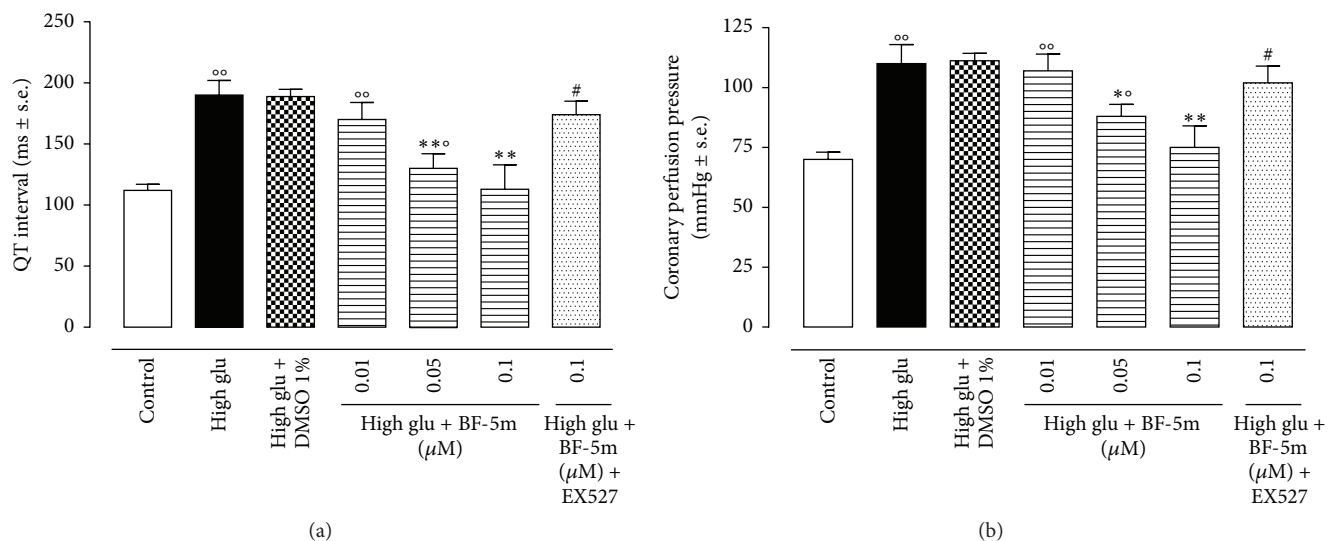 QT interval (ms ± s.e.)
250
200
150
100
50
0
°°
°°
**°
**
#
Control
High glu
High glu +
DMSO 1%
0.01
0.05
0.1
0.1
High glu + BF-5m
(μM)
High glu +
BF-5m
(μM) +
EX527
(a)
Coronary perfusion pressure
(mmHg ± s.e.)
125
100
75
50
25
0
°°
°°
*°
**
#
Control
High glu
High glu +
DMSO 1%
0.01
0.05
0.1
0.1
High glu + BF-5m
(μM)
High glu +
BF-5m
(μM) +
EX527
(b)